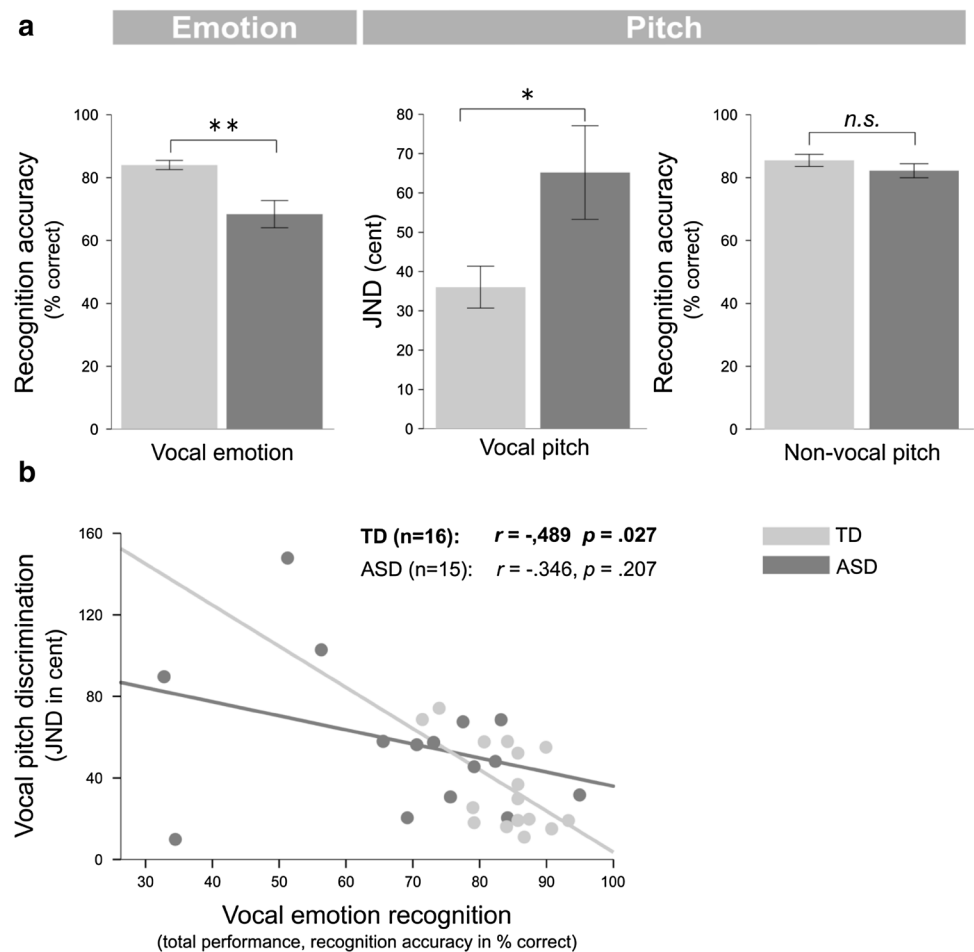 a
Emotion
Pitch
Recognition accuracy
(% correct)
100
80
60
40
20
0
**
Vocal emotion
JND (cent)
80
70
60
50
40
30
20
10
0
*
Vocal pitch
Recognition accuracy
(% correct)
100
80
60
40
20
0
n.s.
Non-vocal pitch
b
Vocal pitch discrimination
(JND in cent)
160
120
80
40
0
TD (n=16): r = -,489 p = .027
ASD (n=15): r = -.346, p = .207
TD
ASD
30 40 50 60 70 80 90 100
Vocal emotion recognition
(total performance, recognition accuracy in % correct)